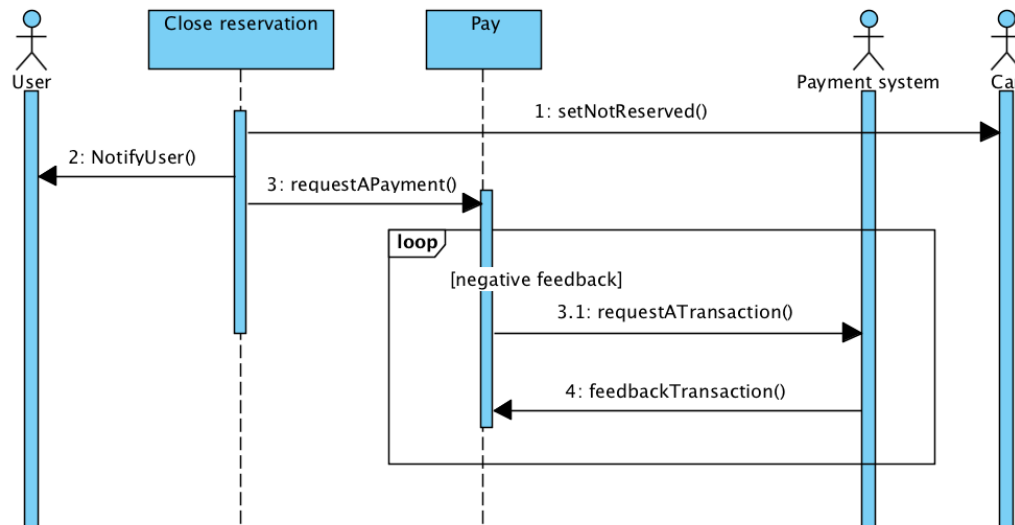 Close reservation
Pay
User
Payment system
Ca
1: setNotReserved()
2: NotifyUser()
3: requestAPayment()
loop
[negative feedback]
3.1: requestATransaction()
4: feedbackTransaction()